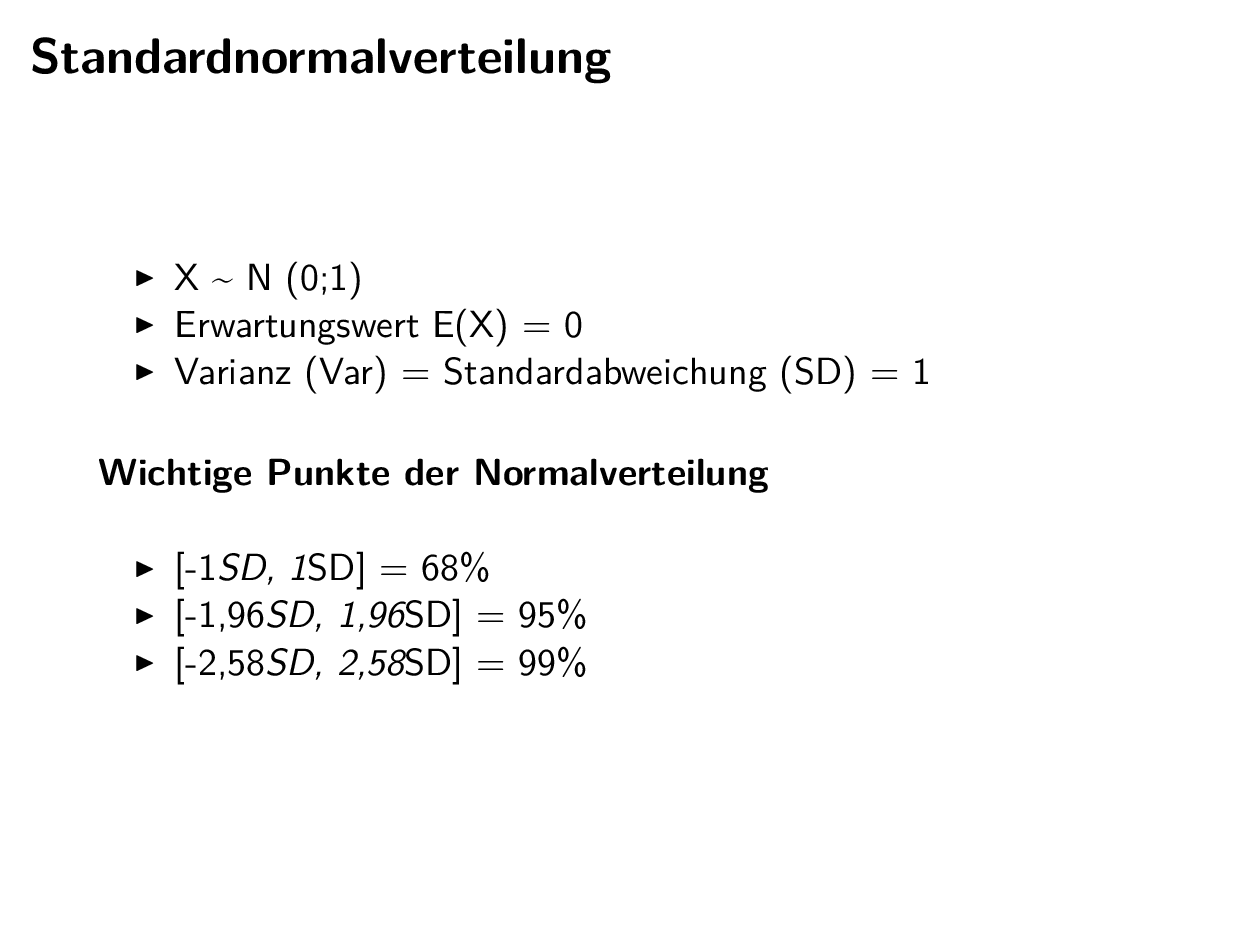 Standardnormalverteilung
▶ X ~ N (0;1)
▶ Erwartungswert E(X) = 0
▶ Varianz (Var) = Standardabweichung (SD) = 1
Wichtige Punkte der Normalverteilung
▶ [-1SD, 1SD] = 68%
▶ [-1,96SD, 1,96SD] = 95%
▶ [-2,58SD, 2,58SD] = 99%